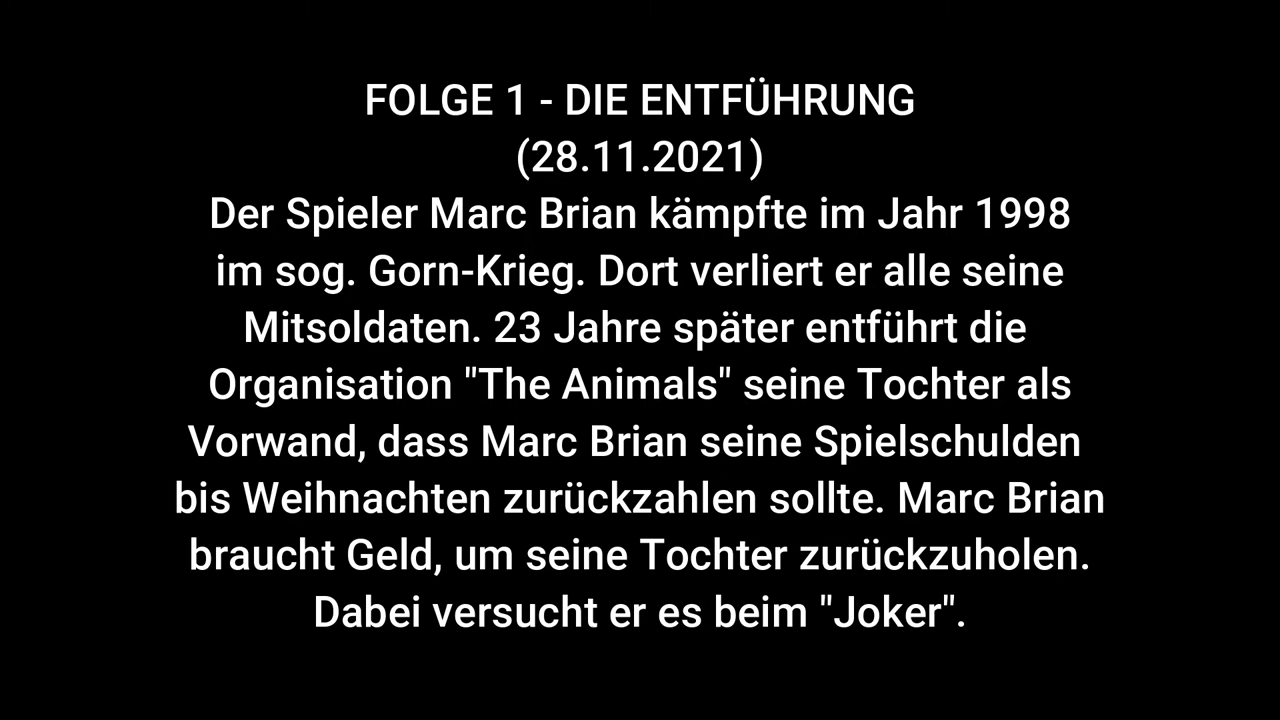 FOLGE 1 - DIE ENTFÜHRUNG
(28.11.2021)
Der Spieler Marc Brian kämpfte im Jahr 1998
im sog. Gorn-Krieg. Dort verliert er alle seine
Mitsoldaten. 23 Jahre später entführt die
Organisation "The Animals" seine Tochter als
Vorwand, dass Marc Brian seine Spielschulden
bis Weihnachten zurückzahlen sollte. Marc Brian
braucht Geld, um seine Tochter zurückzuholen.
Dabei versucht er es beim "Joker".